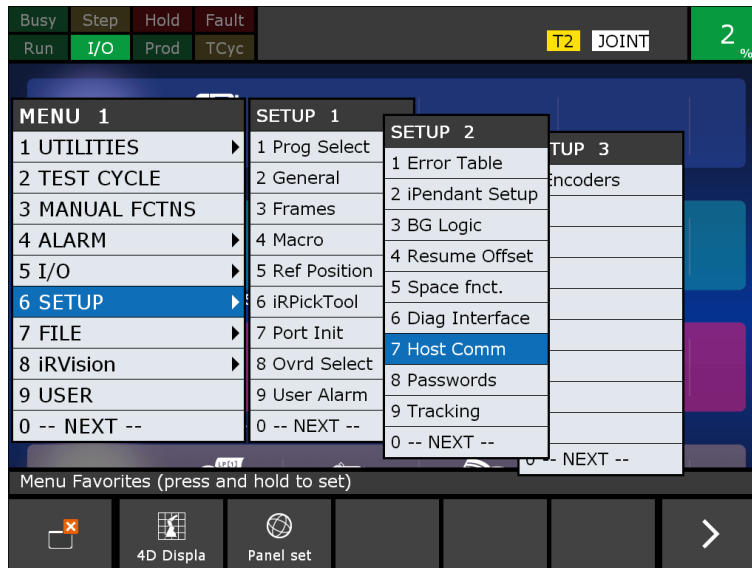 Busy Step Hold Fault
Run I/O Prod TCyc
T2 JOINT
2 %
MENU 1
1 UTILITIES
2 TEST CYCLE
3 MANUAL FCTNS
4 ALARM
5 I/O
6 SETUP
7 FILE
8 iRVision
9 USER
0 -- NEXT --
SETUP 1
1 Prog Select
2 General
3 Frames
4 Macro
5 Ref Position
6 iRPickTool
7 Port Init
8 Ovrd Select
9 User Alarm
0 -- NEXT --
SETUP 2
1 Error Table
2 iPendant Setup
3 BG Logic
4 Resume Offset
5 Space fnct.
6 Diag Interface
7 Host Comm
8 Passwords
9 Tracking
0 -- NEXT --
TUP 3
Encoders
-- NEXT --
LP[1]
Menu Favorites (press and hold to set)
4D Displa
Panel set